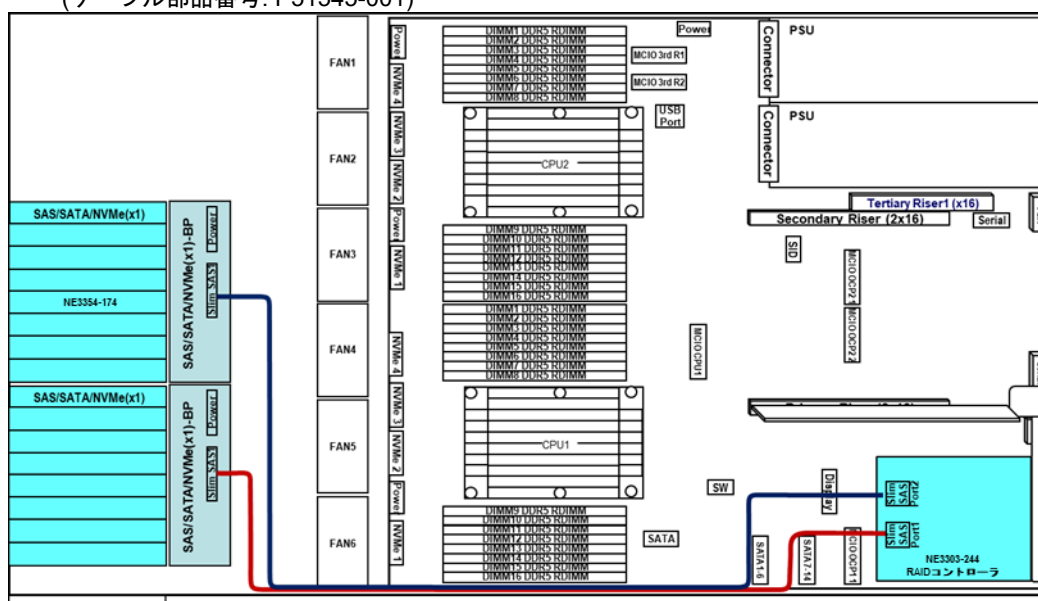 FAN1
FAN2
FAN3
FAN4
FAN5
FAN6
Power
NVMe 4
NVMe 3
NVMe 2
Power
NVMe 1
NVMe 4
NVMe 3
NVMe 2
Power
NVMe 1
DIMM1 DDR5 RDIMM
DIMM2 DDR5 RDIMM
DIMM3 DDR5 RDIMM
DIMM4 DDR5 RDIMM
DIMM5 DDR5 RDIMM
DIMM6 DDR5 RDIMM
DIMM7 DDR5 RDIMM
DIMM8 DDR5 RDIMM
CPU2
DIMM9 DDR5 RDIMM
DIMM10 DDR5 RDIMM
DIMM11 DDR5 RDIMM
DIMM12 DDR5 RDIMM
DIMM13 DDR5 RDIMM
DIMM14 DDR5 RDIMM
DIMM15 DDR5 RDIMM
DIMM16 DDR5 RDIMM
DIMM1 DDR5 RDIMM
DIMM2 DDR5 RDIMM
DIMM3 DDR5 RDIMM
DIMM4 DDR5 RDIMM
DIMM5 DDR5 RDIMM
DIMM6 DDR5 RDIMM
DIMM7 DDR5 RDIMM
DIMM8 DDR5 RDIMM
CPU1
DIMM9 DDR5 RDIMM
DIMM10 DDR5 RDIMM
DIMM11 DDR5 RDIMM
DIMM12 DDR5 RDIMM
DIMM13 DDR5 RDIMM
DIMM14 DDR5 RDIMM
DIMM15 DDR5 RDIMM
DIMM16 DDR5 RDIMM
Power
MCIO 3rd R1
MCIO 3rd R2
USB
Port
Connector
PSU
Connector
PSU
Tertiary Riser1 (x16)
Secondary Riser (2x16)
Serial
SID
MCIO OCP2 1
MCIO OCP2 2
MCIO CPU1
SW
SATA
Display
SATA1-6
SATA7-14
MCIO OCP1 1
Slim
SAS
Port2
Slim
SAS
Port1
NE3303-244
RAIDコントローラ
SAS/SATA/NVMe(x1)
NE3354-174
SAS/SATA/NVMe(x1)-BP
Power
Slim SAS
SAS/SATA/NVMe(x1)
SAS/SATA/NVMe(x1)-BP
Power
Slim SAS